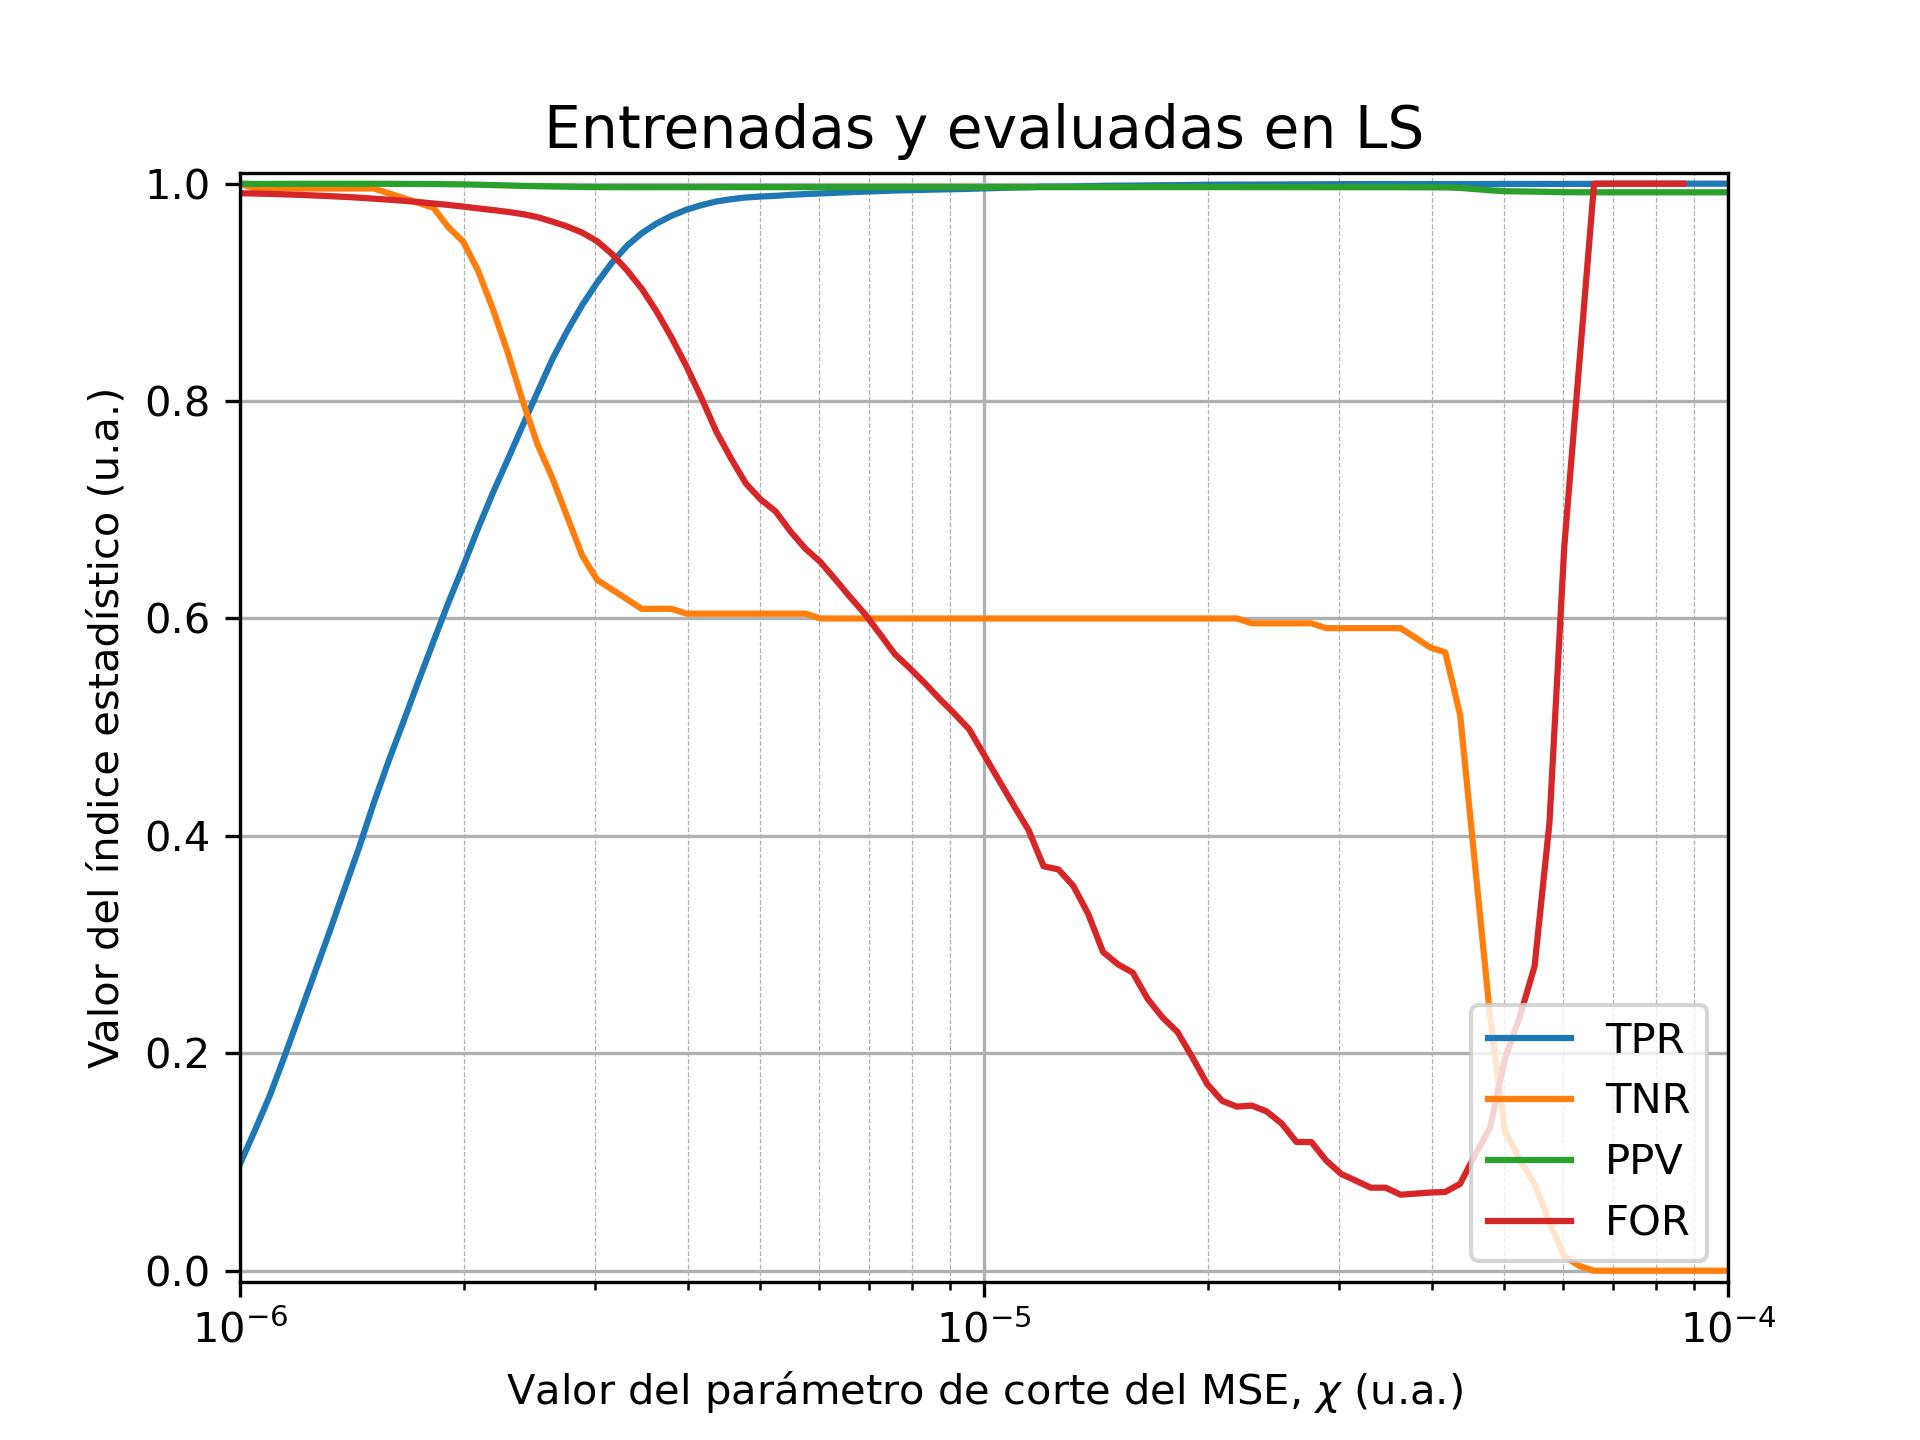 Entrenadas y evaluadas en LS
Valor del índice estadístico (u.a.)
1.0
0.8
0.6
0.4
0.2
0.0
TPR
TNR
PPV
FOR
10⁻⁶ 10⁻⁵ 10⁻⁴
Valor del parámetro de corte del MSE, χ (u.a.)